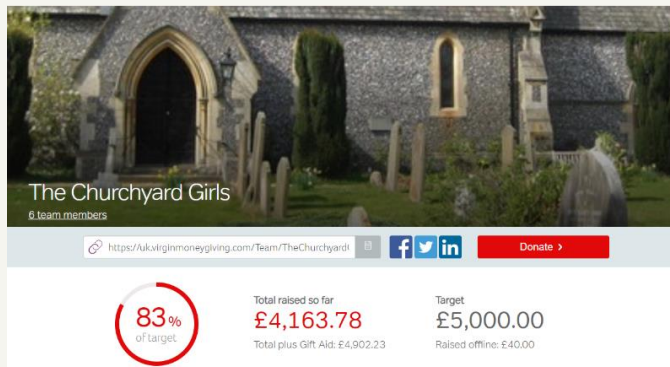 The Churchyard Girls
6 team members
https://uk.virginmoneygiving.com/Team/TheChurchyard
f in
Donate >
83%
of target
Total raised so far
£4,163.78
Total plus Gift Aid: £4,902.23
Target
£5,000.00
Raised offline: £40.00